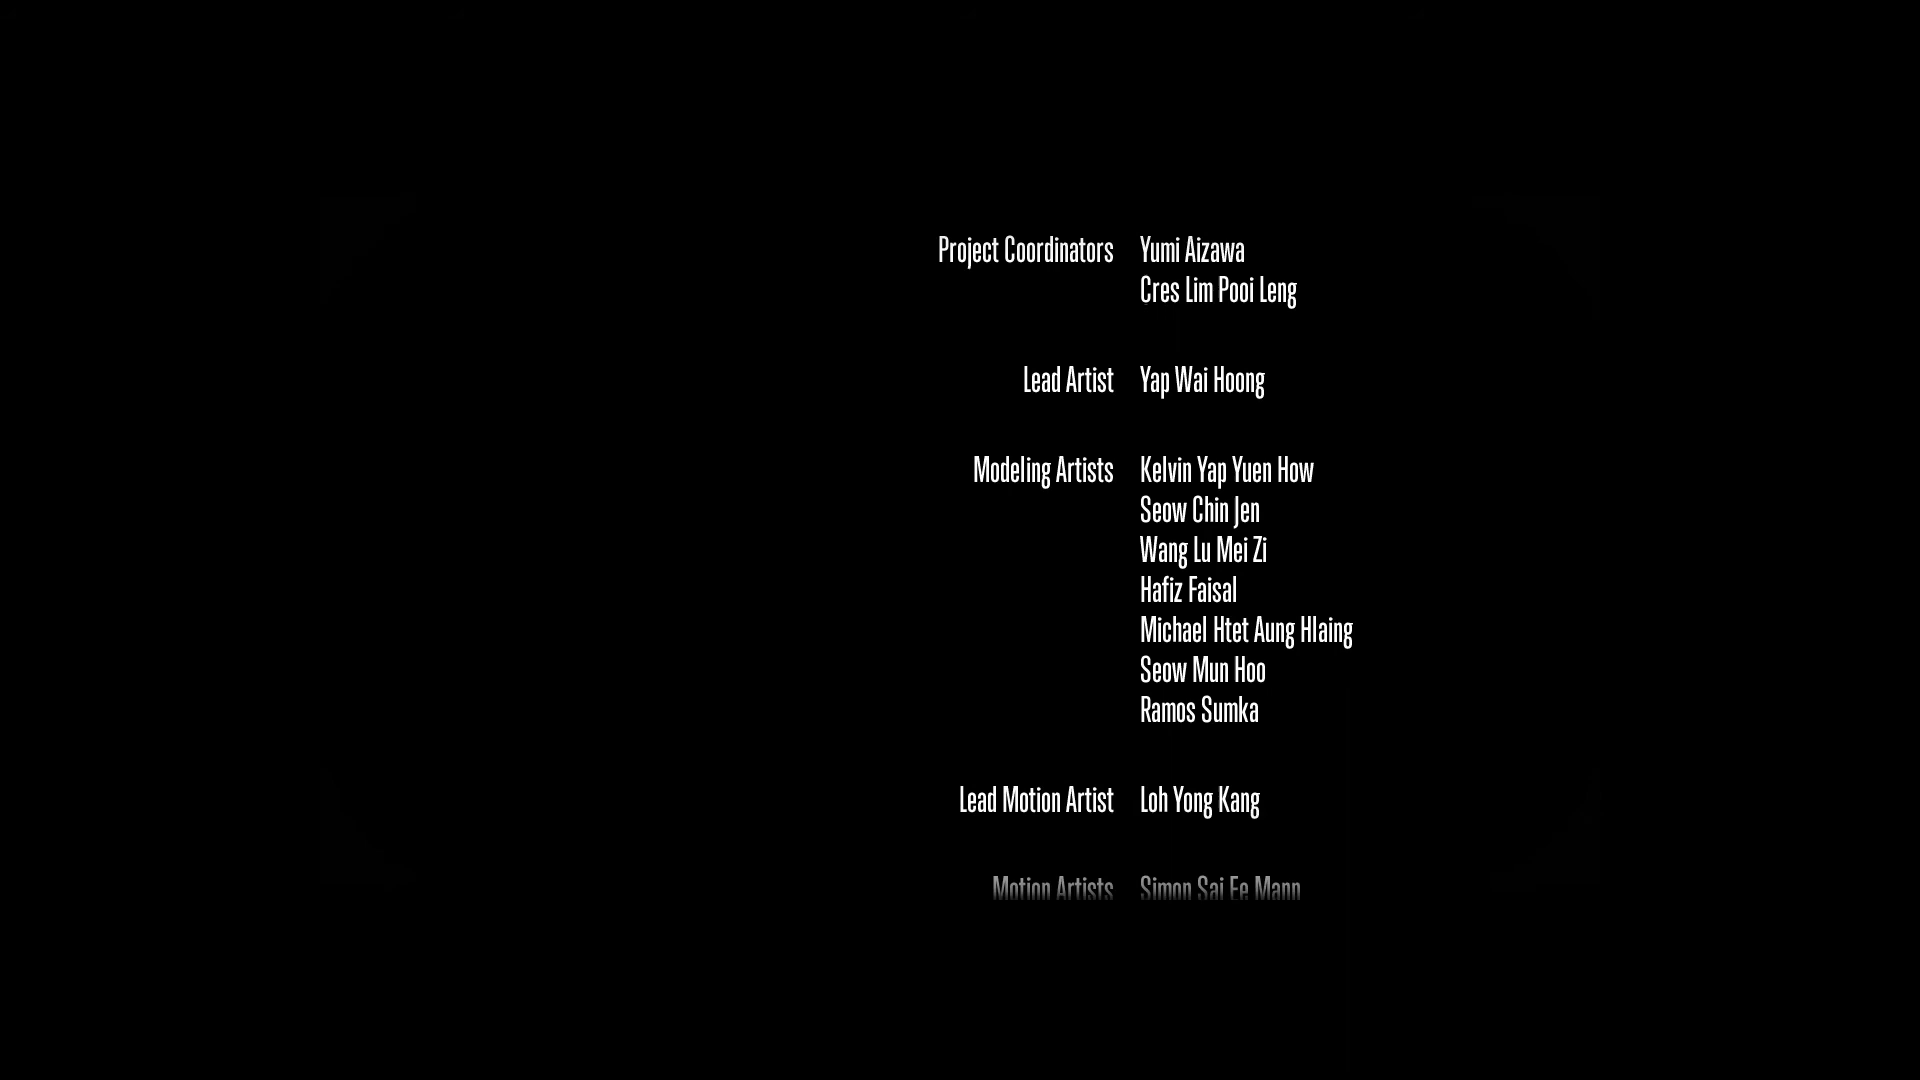 Project Coordinators Yumi Aizawa
Cres Lim Pooi Leng
Lead Artist Yap Wai Hoong
Modeling Artists Kelvin Yap Yuen How
Seow Chin Jen
Wang Lu Mei Zi
Hafiz Faisal
Michael Htet Aung Hlaing
Seow Mun Hoo
Ramos Sumka
Lead Motion Artist Loh Yong Kang
Motion Artists Simon Sai Ee Mann